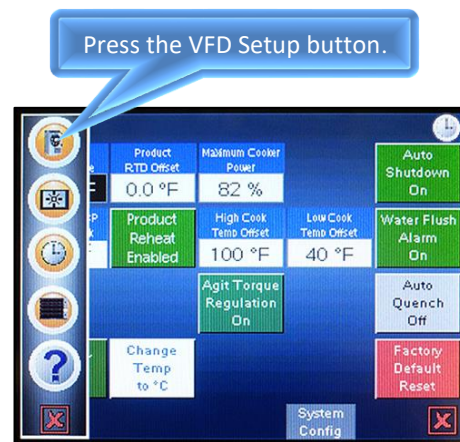 Press the VFD Setup button.
Product
RTD Offset
Maximum Cooker
Power
Auto
Shutdown
On
F
0.0 °F
82 %
Product
Reheat
Enabled
High Cook
Temp Offset
Low Cook
Temp Offset
Water Flush
Alarm
On
100 °F
40 °F
Agit Torque
Regulation
On
Auto
Quench
Off
?
Change
Temp
to °C
Factory
Default
Reset
System
Config
X
X